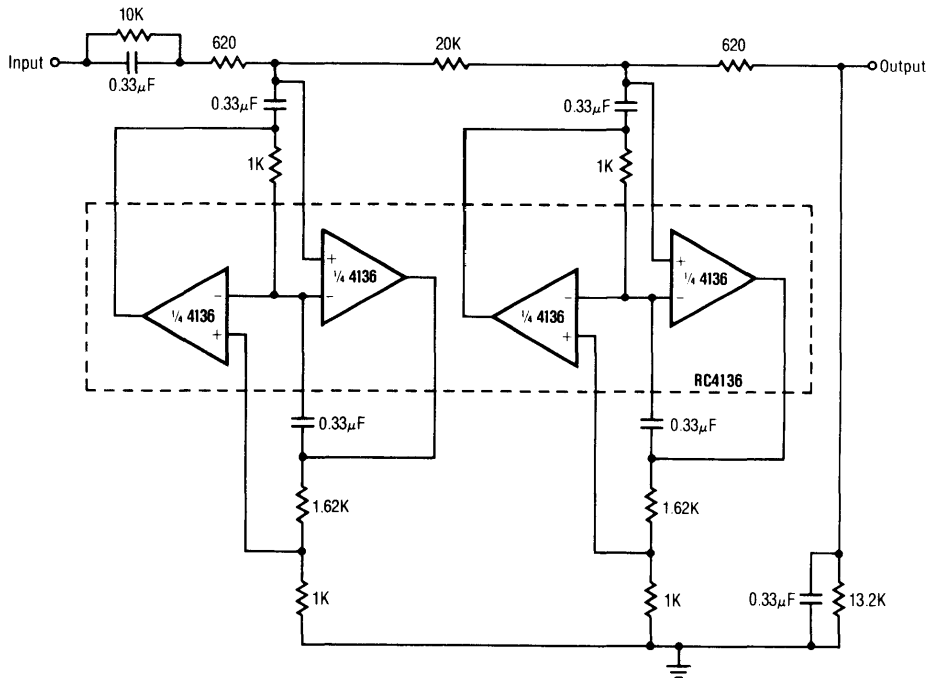 10K
620
20K
620
Input
Output
0.33µF
0.33µF
0.33µF
1K
1K
+
¼ 4136
−
−
¼ 4136
+
+
¼ 4136
−
−
¼ 4136
+
RC4136
0.33µF
0.33µF
1.62K
1.62K
1K
1K
0.33µF
13.2K